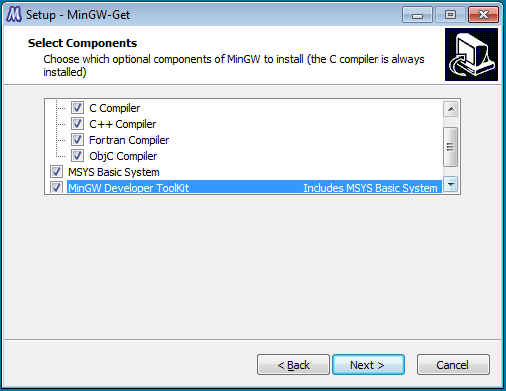 Setup - MinGW-Get
Select Components
Choose which optional components of MinGW to install (the C compiler is always
installed)
C Compiler
C++ Compiler
Fortran Compiler
ObjC Compiler
MSYS Basic System
MinGW Developer ToolKit Includes MSYS Basic System
< Back Next > Cancel